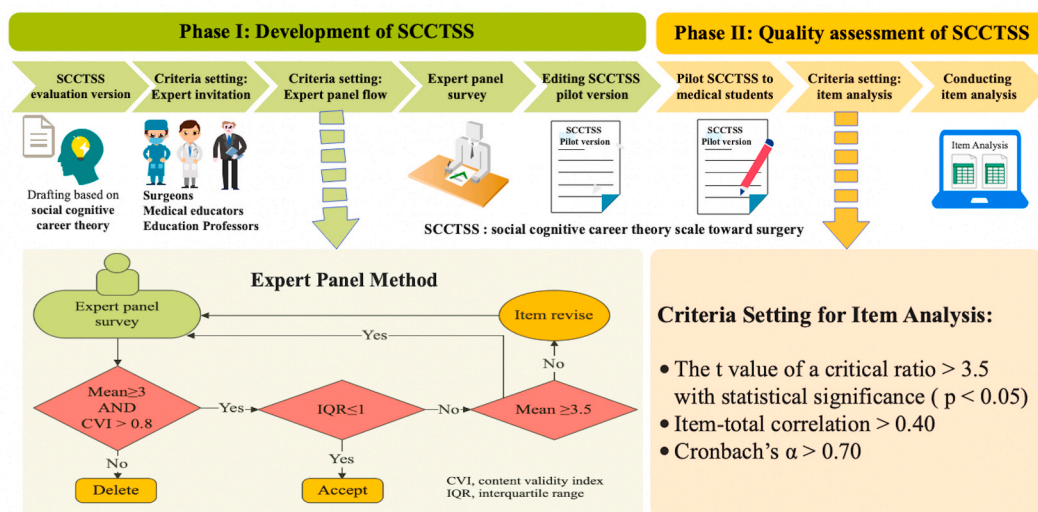 Phase I: Development of SCCTSS
Phase II: Quality assessment of SCCTSS
SCCTSS
evaluation version
Criteria setting:
Expert invitation
Criteria setting:
Expert panel flow
Expert panel
survey
Editing SCCTSS
pilot version
Pilot SCCTSS to
medical students
Criteria setting:
item analysis
Conducting
item analysis
Drafting based on
social cognitive
career theory
Surgeons
Medical educators
Education Professors
SCCTSS
Pilot version
SCCTSS
Pilot version
Item Analysis
SCCTSS : social cognitive career theory scale toward surgery
Expert Panel Method
Expert panel
survey
Item revise
Yes
No
Mean≥3
AND
CVI > 0.8
Yes
IQR≤1
No
Mean ≥3.5
No
Yes
Delete
Accept
CVI, content validity index
IQR, interquartile range
Criteria Setting for Item Analysis:
• The t value of a critical ratio > 3.5
with statistical significance ( p < 0.05)
• Item-total correlation > 0.40
• Cronbach’s α > 0.70